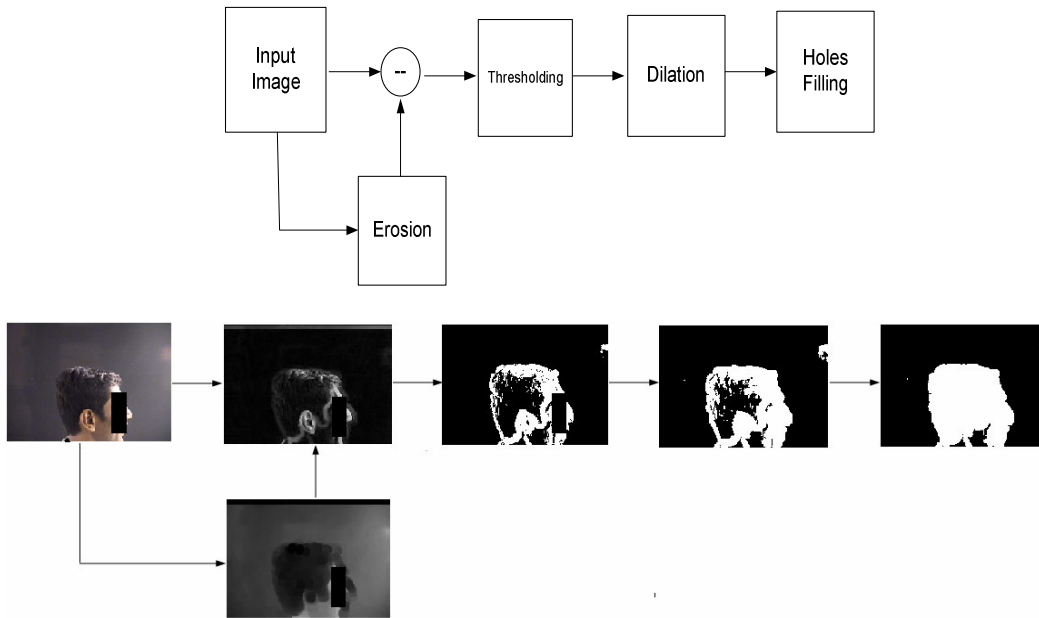 Input
Image
--
Thresholding
Dilation
Holes
Filling
Erosion